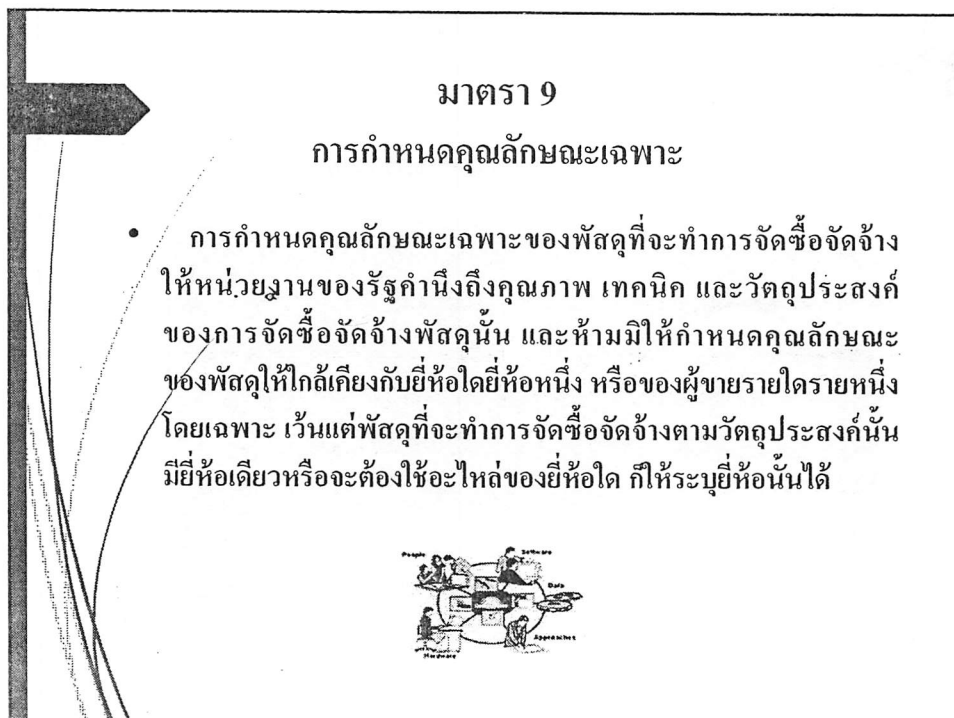 มาตรา 9
การกำหนดคุณลักษณะเฉพาะ
• การกำหนดคุณลักษณะเฉพาะของพัสดุที่จะทำการจัดซื้อจัดจ้าง
ให้หน่วยงานของรัฐคำนึงถึงคุณภาพ เทคนิค และวัตถุประสงค์
ของการจัดซื้อจัดจ้างพัสดุนั้น และห้ามมิให้กำหนดคุณลักษณะ
ของพัสดุให้ใกล้เคียงกับยี่ห้อใดยี่ห้อหนึ่ง หรือของผู้ขายรายใดรายหนึ่ง
โดยเฉพาะ เว้นแต่พัสดุที่จะทำการจัดซื้อจัดจ้างตามวัตถุประสงค์นั้น
มียี่ห้อเดียวหรือจะต้องใช้อะไหล่ของยี่ห้อใด ก็ให้ระบุยี่ห้อนั้นได้
People
Software
Data
Approaches
Hardware